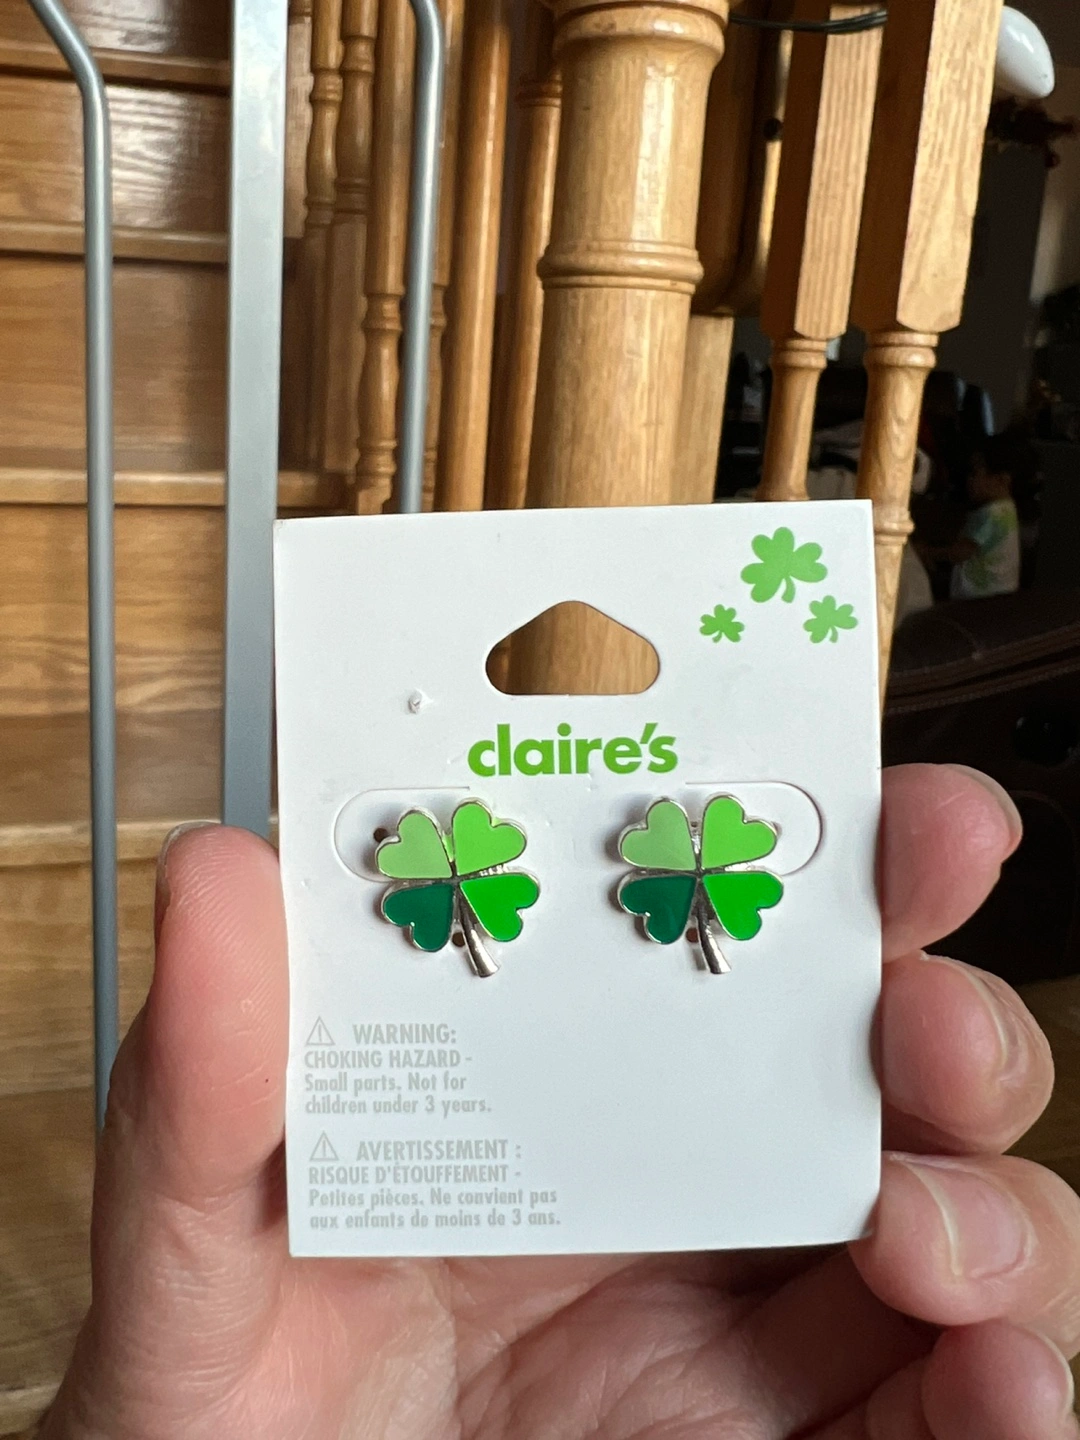 claire's
WARNING:
CHOKING HAZARD -
Small parts. Not for
children under 3 years.
AVERTISSEMENT :
RISQUE D'ÉTOUFFEMENT -
Petites pièces. Ne convient pas
aux enfants de moins de 3 ans.